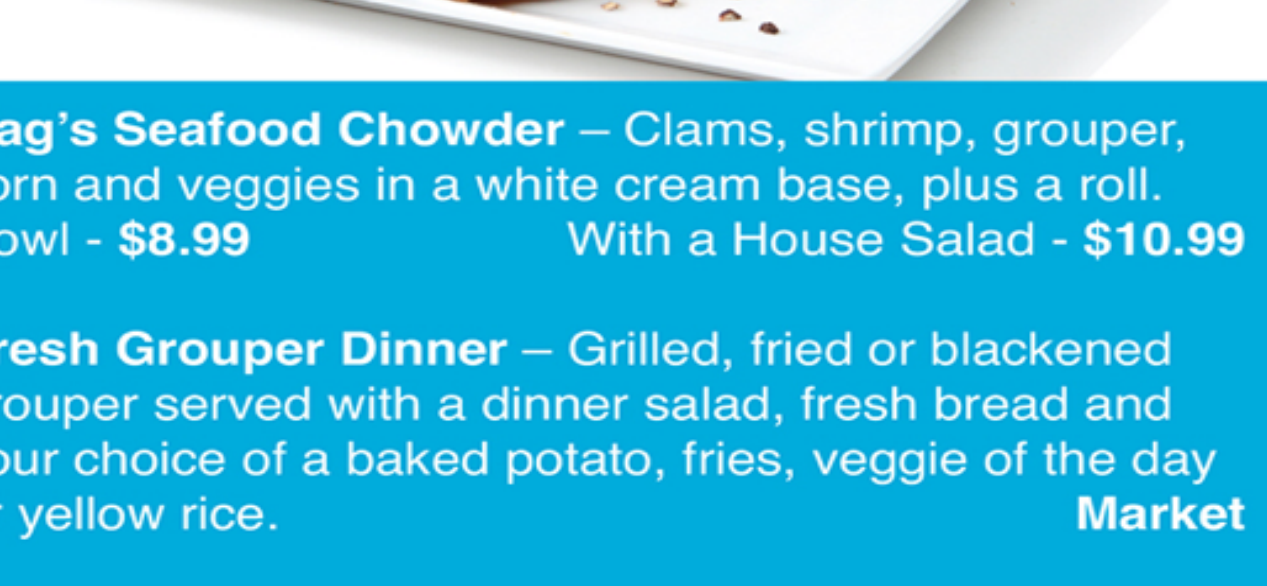 ag's Seafood Chowder – Clams, shrimp, grouper,
orn and veggies in a white cream base, plus a roll.
owl - $8.99 With a House Salad - $10.99
resh Grouper Dinner – Grilled, fried or blackened
rouper served with a dinner salad, fresh bread and
our choice of a baked potato, fries, veggie of the day
r yellow rice. Market